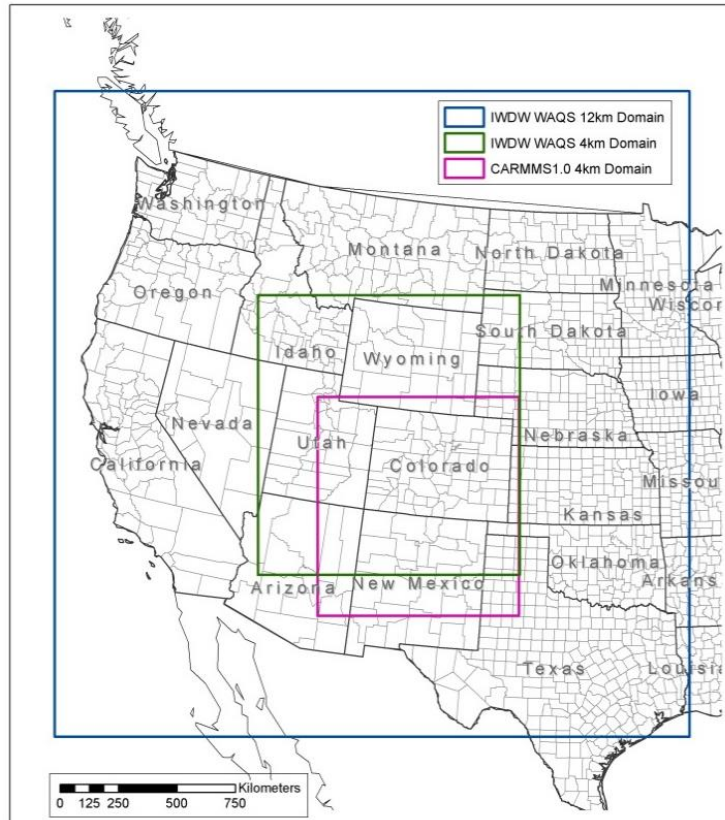 IWDW WAQS 12km Domain
IWDW WAQS 4km Domain
CARMMS1.0 4km Domain
Washington
Montana
North Dakota
Minnesota
Oregon
Wiscon
South Dakota
Idaho
Wyoming
Iowa
Nevada
Nebraska
Utah
Colorado
California
Missou
Kansas
Oklahoma
Arkans
Arizona
New Mexico
Texas
Louisia
Kilometers
0 125 250 500 750